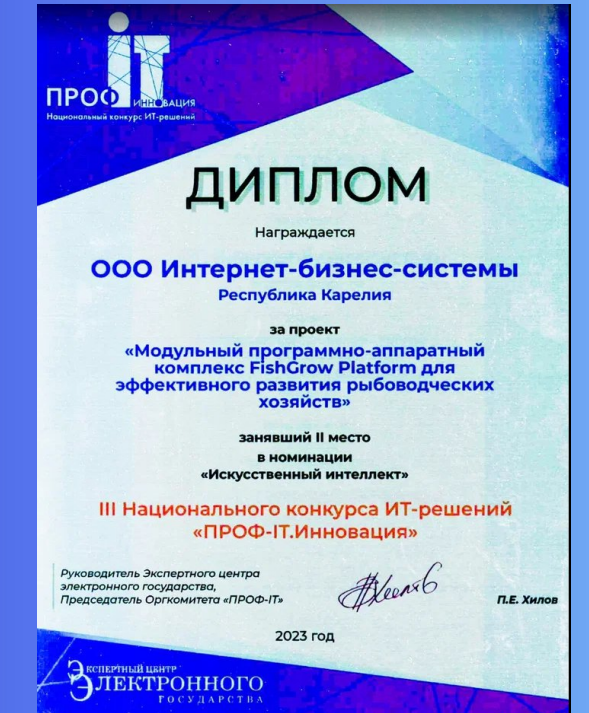 ПРОФ IT
ИННОВАЦИЯ
Национальный конкурс ИТ-решений
ДИПЛОМ
Награждается
ООО Интернет-бизнес-системы
Республика Карелия
за проект
«Модульный программно-аппаратный
комплекс FishGrow Platform для
эффективного развития рыбоводческих
хозяйств»
занявший II место
в номинации
«Искусственный интеллект»
III Национального конкурса ИТ-решений
«ПРОФ-IT.Инновация»
Руководитель Экспертного центра
электронного государства,
Председатель Оргкомитета «ПРОФ-IT»
П.Е. Хилов
2023 год
ЭКСПЕРТНЫЙ ЦЕНТР
ЭЛЕКТРОННОГО
ГОСУДАРСТВА